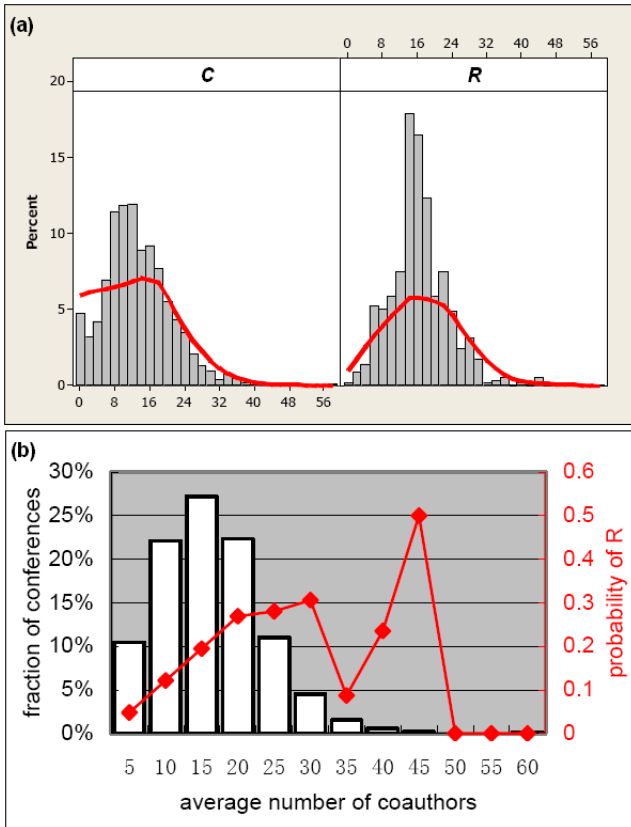 (a)
0 8 16 24 32 40 48 56
C R
20
15
10
5
0
Percent
0 8 16 24 32 40 48 56
(b)
30%
25%
20%
15%
10%
5%
0%
fraction of conferences
0.6
0.5
0.4
0.3
0.2
0.1
0
probability of R
5 10 15 20 25 30 35 40 45 50 55 60
average number of coauthors